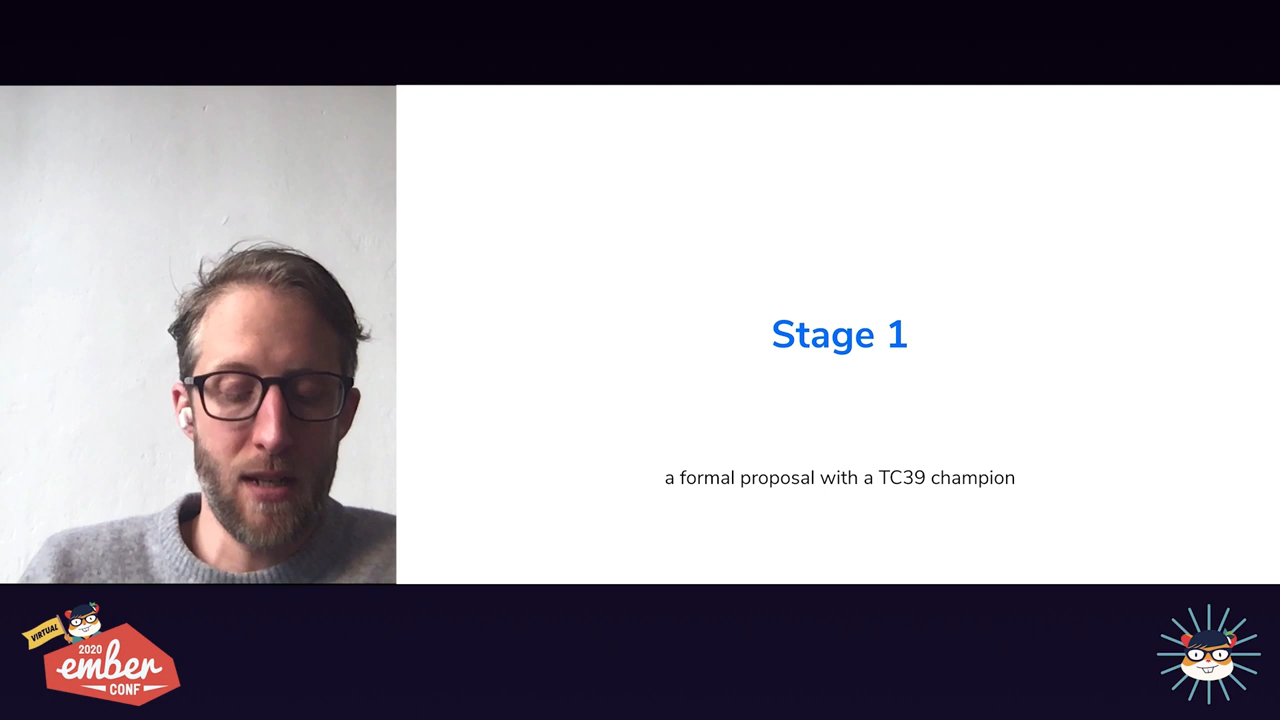 Stage 1
a formal proposal with a TC39 champion
VIRTUAL
2020
ember
CONF